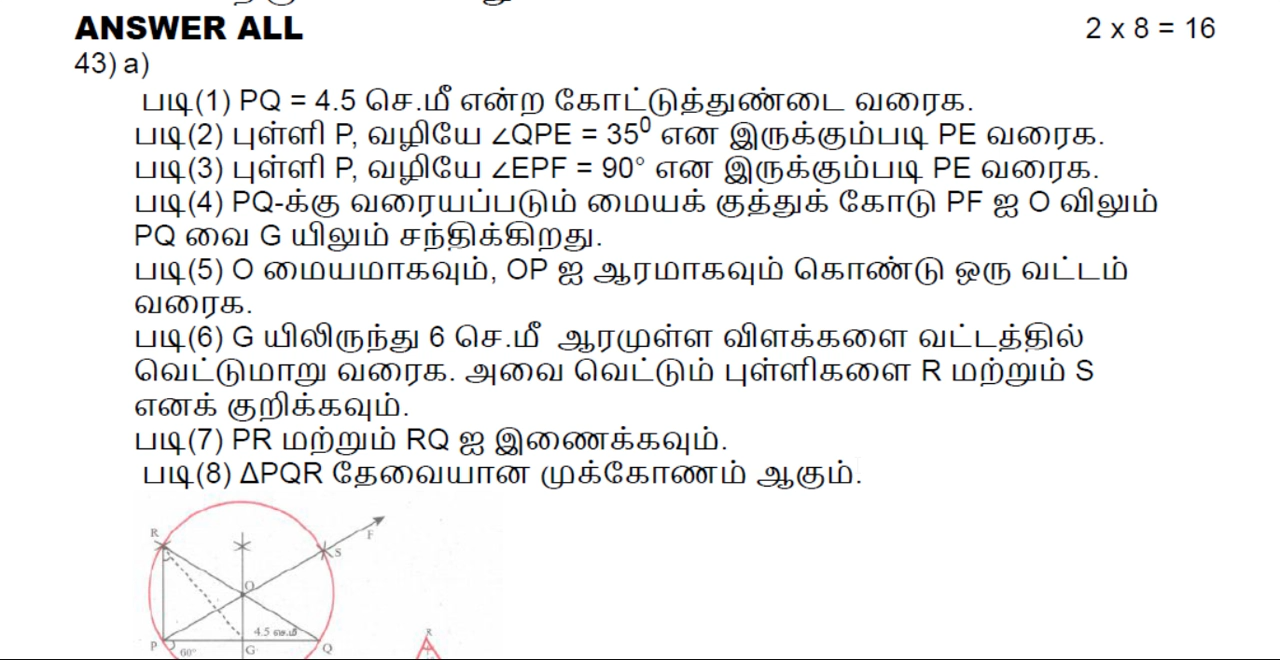 ANSWER ALL 2 x 8 = 16
43) a)
படி(1) PQ = 4.5 செ.மீ என்ற கோட்டுத்துண்டை வரைக.
படி(2) புள்ளி P, வழியே ∠QPE = 35⁰ என இருக்கும்படி PE வரைக.
படி(3) புள்ளி P, வழியே ∠EPF = 90° என இருக்கும்படி PE வரைக.
படி(4) PQ-க்கு வரையப்படும் மையக் குத்துக் கோடு PF ஐ O விலும்
PQ வை G யிலும் சந்திக்கிறது.
படி(5) O மையமாகவும், OP ஐ ஆரமாகவும் கொண்டு ஒரு வட்டம்
வரைக.
படி(6) G யிலிருந்து 6 செ.மீ ஆரமுள்ள விளக்களை வட்டத்தில்
வெட்டுமாறு வரைக. அவை வெட்டும் புள்ளிகளை R மற்றும் S
எனக் குறிக்கவும்.
படி(7) PR மற்றும் RQ ஐ இணைக்கவும்.
படி(8) ΔPQR தேவையான முக்கோணம் ஆகும்.
R F
S
O
4.5 செ.மீ
P 60° G Q
R